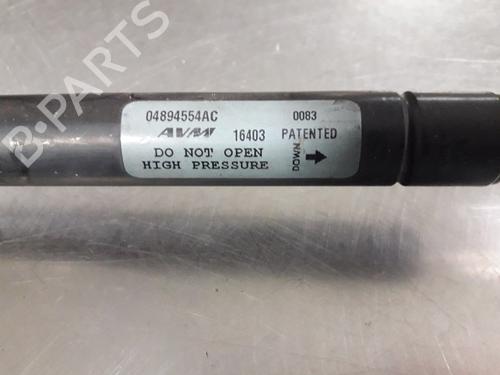 B-PARTS
04894554AC 0083
AVM 16403 PATENTED
DO NOT OPEN
HIGH PRESSURE
DOWN